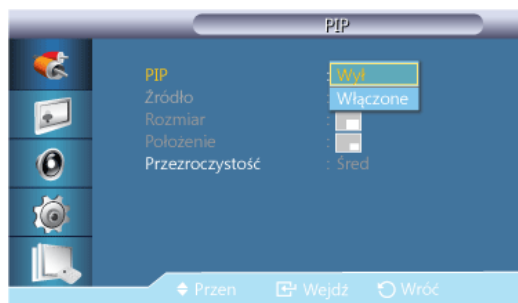 PIP
PIP : Wył
Źródło : Włączone
Rozmiar :
Położenie :
Przezroczystość : Śred
Przen Wejdź Wróć